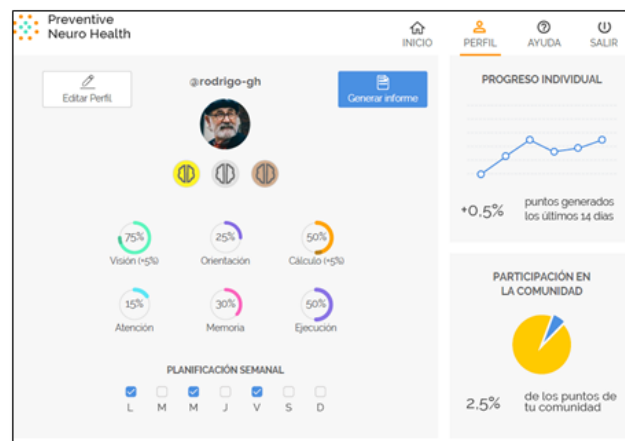 Preventive
Neuro Health
INICIO
PERFIL
AYUDA
SALIR
Editar Perfil
@rodrigo-gh
Generar informe
75%
Visión (+5%)
25%
Orientación
50%
Cálculo (+5%)
15%
Atención
30%
Memoria
50%
Ejecución
PLANIFICACIÓN SEMANAL
L M M J V S D
PROGRESO INDIVIDUAL
+0,5%
puntos generados
los últimos 14 días
PARTICIPACIÓN EN
LA COMUNIDAD
2,5%
de los puntos de
tu comunidad